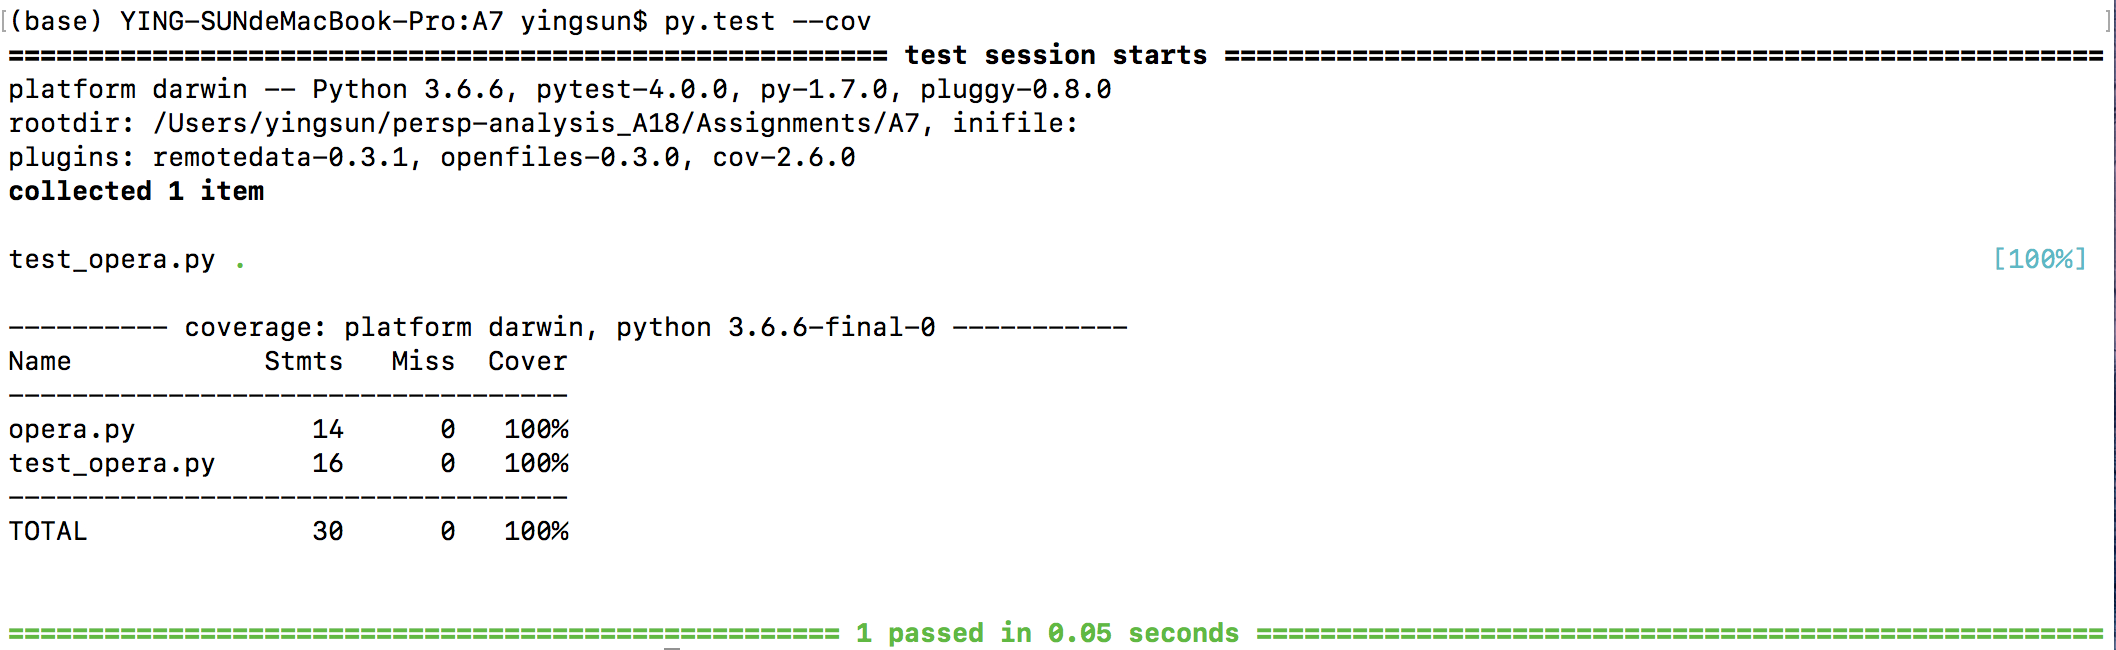 [(base) YING-SUNdeMacBook-Pro:A7 yingsun$ py.test --cov ]
======================================================= test session starts =======================================================
platform darwin -- Python 3.6.6, pytest-4.0.0, py-1.7.0, pluggy-0.8.0
rootdir: /Users/yingsun/persp-analysis_A18/Assignments/A7, inifile:
plugins: remotedata-0.3.1, openfiles-0.3.0, cov-2.6.0
collected 1 item
test_opera.py . [100%]
---------- coverage: platform darwin, python 3.6.6-final-0 -----------
Name Stmts Miss Cover
-----------------------------------
opera.py 14 0 100%
test_opera.py 16 0 100%
-----------------------------------
TOTAL 30 0 100%
==================================================== 1 passed in 0.05 seconds =====================================================